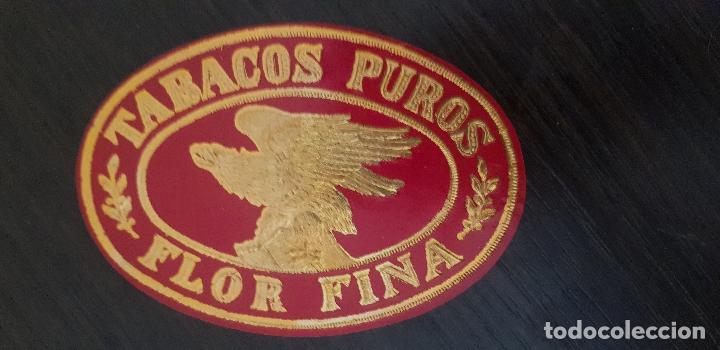 TABACOS PUROS
FLOR FINA
todocoleccion